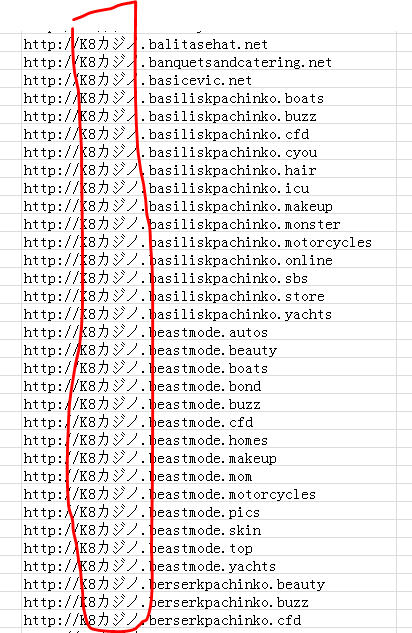 http://K8カジノ.balitasehat.net
http://K8カジノ.banquetsandcatering.net
http://K8カジノ.basicevic.net
http://K8カジノ.basiliskpachinko.boats
http://K8カジノ.basiliskpachinko.buzz
http://K8カジノ.basiliskpachinko.cfd
http://K8カジノ.basiliskpachinko.cyou
http://K8カジノ.basiliskpachinko.hair
http://K8カジノ.basiliskpachinko.icu
http://K8カジノ.basiliskpachinko.makeup
http://K8カジノ.basiliskpachinko.monster
http://K8カジノ.basiliskpachinko.motorcycles
http://K8カジノ.basiliskpachinko.online
http://K8カジノ.basiliskpachinko.sbs
http://K8カジノ.basiliskpachinko.store
http://K8カジノ.basiliskpachinko.yachts
http://K8カジノ.beastmode.autos
http://K8カジノ.beastmode.beauty
http://K8カジノ.beastmode.boats
http://K8カジノ.beastmode.bond
http://K8カジノ.beastmode.buzz
http://K8カジノ.beastmode.cfd
http://K8カジノ.beastmode.homes
http://K8カジノ.beastmode.makeup
http://K8カジノ.beastmode.mom
http://K8カジノ.beastmode.motorcycles
http://K8カジノ.beastmode.pics
http://K8カジノ.beastmode.skin
http://K8カジノ.beastmode.top
http://K8カジノ.beastmode.yachts
http://K8カジノ.berserkpachinko.beauty
http://K8カジノ.berserkpachinko.buzz
http://K8カジノ.berserkpachinko.cfd